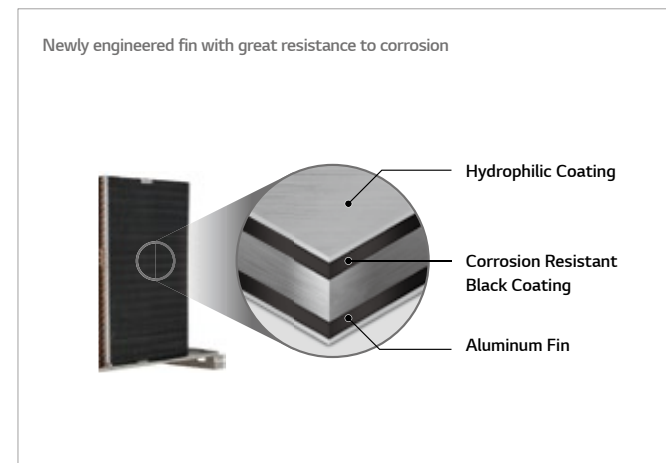 Newly engineered fin with great resistance to corrosion
Hydrophilic Coating
Corrosion Resistant
Black Coating
Aluminum Fin